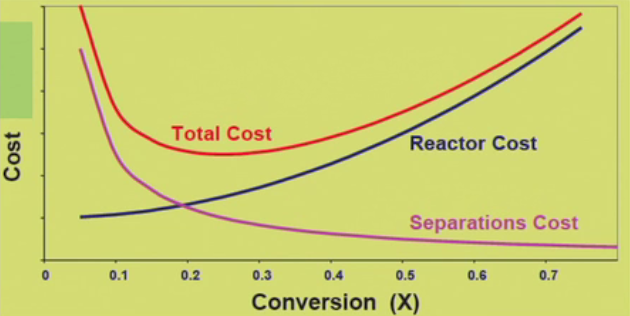 Total Cost
Reactor Cost
Separations Cost
Cost
0 0.1 0.2 0.3 0.4 0.5 0.6 0.7
Conversion (X)